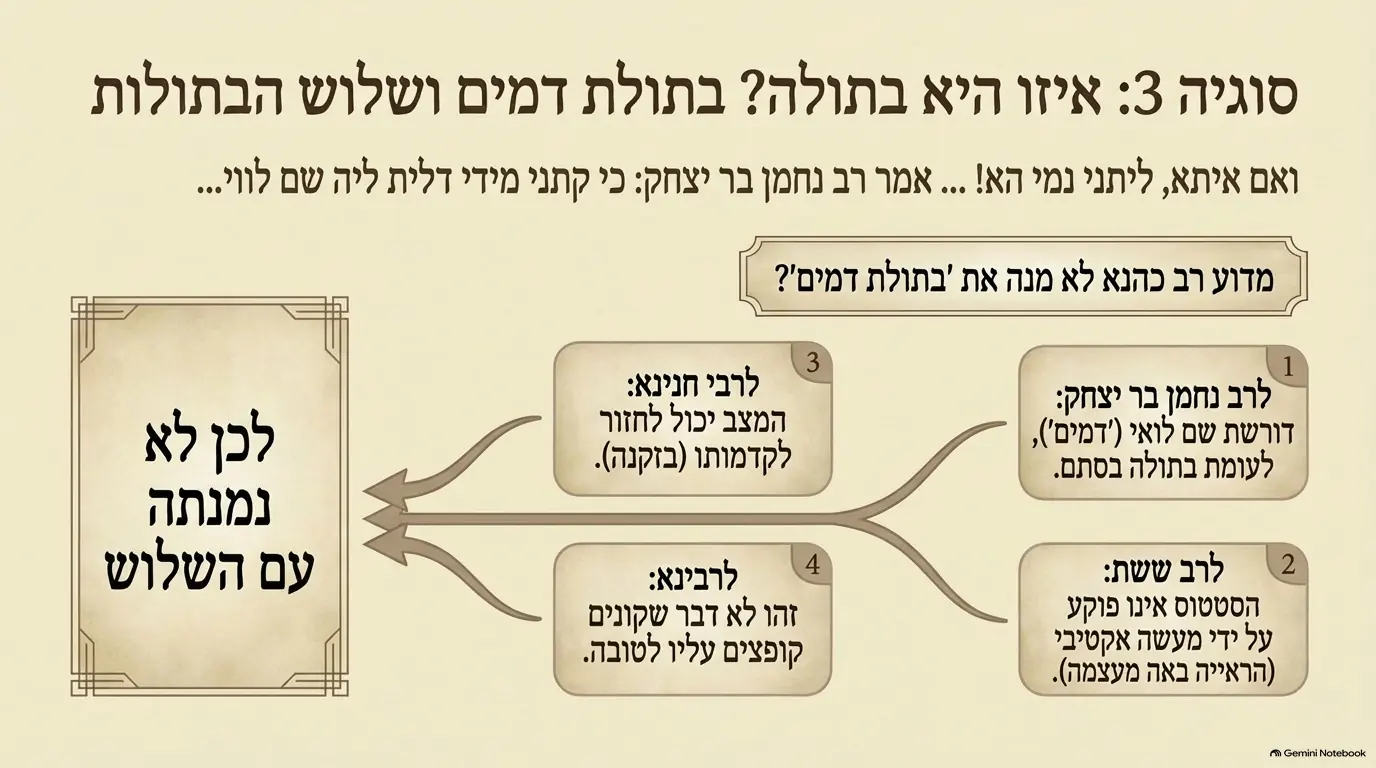 סוגיה 3: איזו היא בתולה? בתולת דמים ושלוש הבתולות
ואם איתא, ליתני נמי הא! ... אמר רב נחמן בר יצחק: כי קתני מידי דלית ליה שם לווי...
מדוע רב כהנא לא מנה את 'בתולת דמים'?
1
לרב נחמן בר יצחק:
דורשת שם לואי ('דמים'),
לעומת בתולה בסתם.
2
לרב ששת:
הסטטוס אינו פוקע
על ידי מעשה אקטיבי
(הראייה באה מעצמה).
3
לרבי חנינא:
המצב יכול לחזור
לקדמותו (בזקנה).
4
לרבינא:
זהו לא דבר שקונים
קופצים עליו לטובה.
לכן לא
נמנתה
עם השלוש
Gemini Notebook